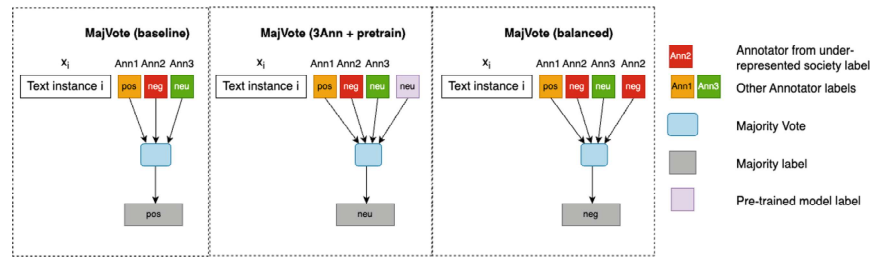 MajVote (baseline)
xi Ann1 Ann2 Ann3
Text instance i pos neg neu
pos
MajVote (3Ann + pretrain)
xi Ann1 Ann2 Ann3
Text instance i pos neg neu neu
neu
MajVote (balanced)
xi Ann1 Ann2 Ann3 Ann2
Text instance i pos neg neu neg
neg
Ann2 Annotator from under-
represented society label
Ann1 Ann3 Other Annotator labels
Majority Vote
Majority label
Pre-trained model label